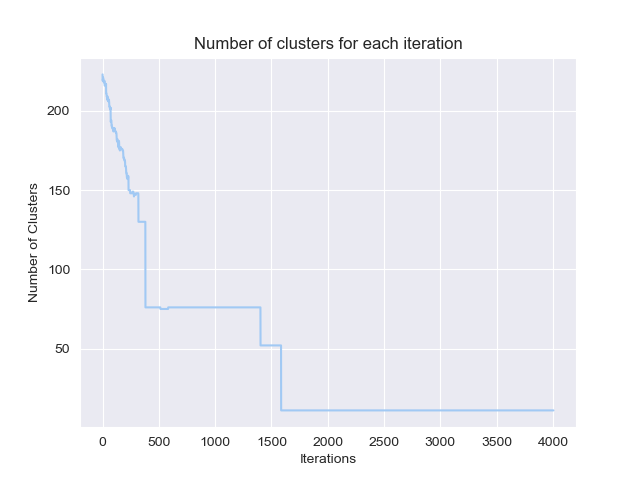 Number of clusters for each iteration
200
150
100
50
Number of Clusters
0 500 1000 1500 2000 2500 3000 3500 4000
Iterations